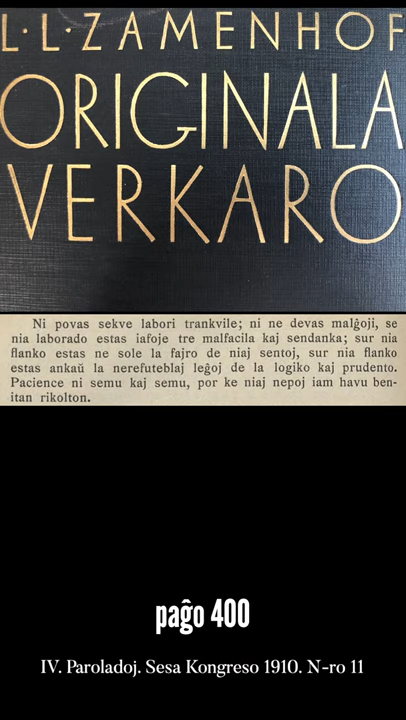 L·L·ZAMENHOF
ORIGINALA
VERKARO
Ni povas sekve labori trankvile; ni ne devas malĝoji, se
nia laborado estas iafoje tre malfacila kaj sendanka; sur nia
flanko estas ne sole la fajro de niaj sentoj, sur nia flanko
estas ankaŭ la nerefuteblaj leĝoj de la logiko kaj prudento.
Pacience ni semu kaj semu, por ke niaj nepoj iam havu ben-
itan rikolton.
paĝo 400
IV. Paroladoj. Sesa Kongreso 1910. N-ro 11